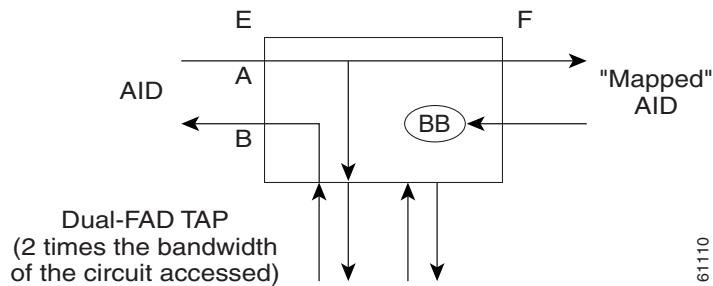 E
F
A
AID
"Mapped"
AID
BB
B
Dual-FAD TAP
(2 times the bandwidth
of the circuit accessed)
61110